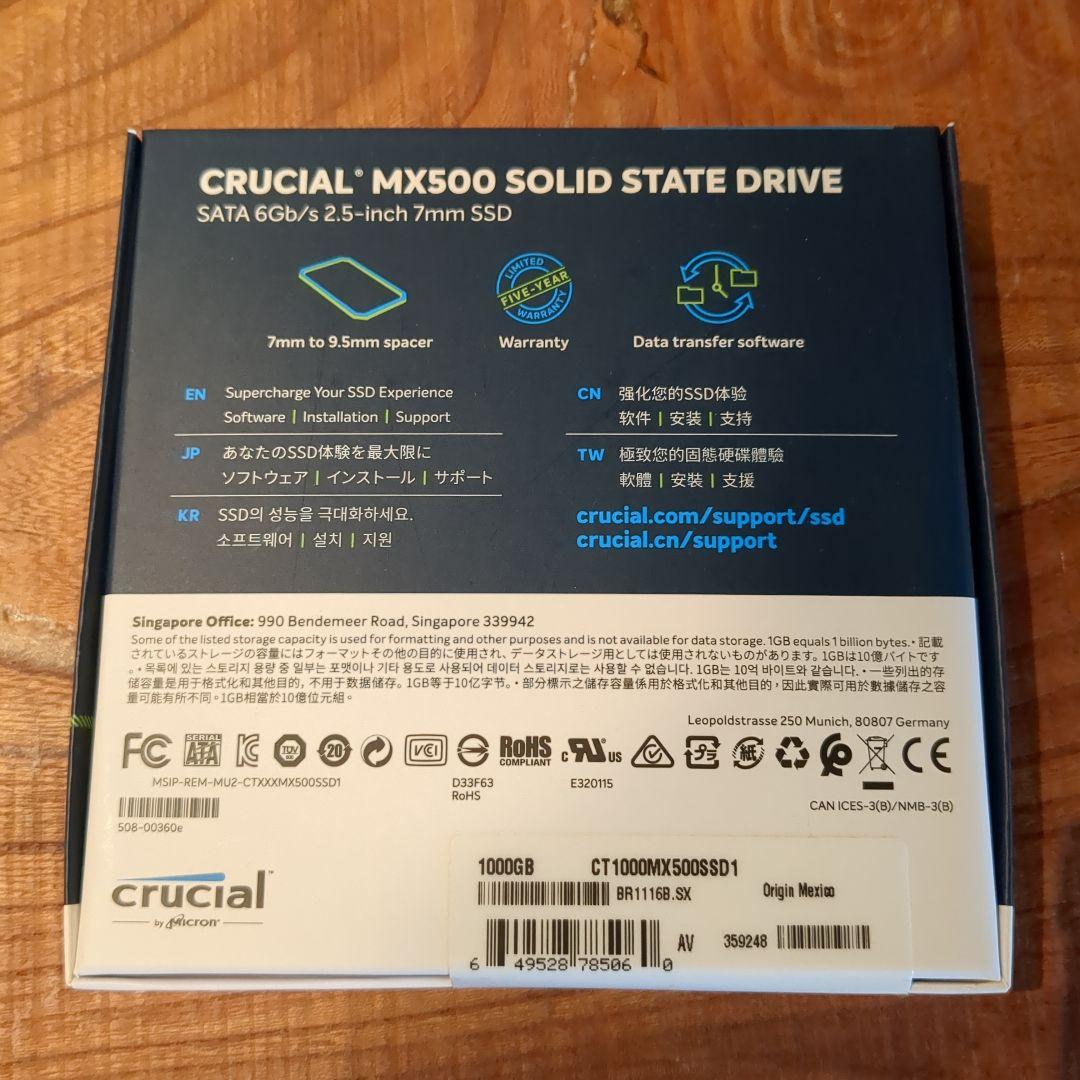 CRUCIAL® MX500 SOLID STATE DRIVE
SATA 6Gb/s 2.5-inch 7mm SSD
LIMITED
FIVE-YEAR
WARRANTY
7mm to 9.5mm spacer
Warranty
Data transfer software
EN Supercharge Your SSD Experience
Software | Installation | Support
JP あなたのSSD体験を最大限に
ソフトウェア | インストール | サポート
KR SSD의 성능을 극대화하세요.
소프트웨어 | 설치 | 지원
CN 强化您的SSD体验
软件 | 安装 | 支持
TW 極致您的固態硬碟體驗
軟體 | 安裝 | 支援
crucial.com/support/ssd
crucial.cn/support
Singapore Office: 990 Bendemeer Road, Singapore 339942
Some of the listed storage capacity is used for formatting and other purposes and is not available for data storage. 1GB equals 1 billion bytes. • 記載
されているストレージの容量にはフォーマットその他の目的に使用され、データストレージ用としては使用されないものがあります。1GBは10億バイトです
。• 목록에 있는 스토리지 용량 중 일부는 포맷이나 기타 용도로 사용되어 데이터 스토리지로는 사용할 수 없습니다. 1GB는 10억 바이트와 같습니다. • 一些列出的存
储容量是用于格式化和其他目的，不用于数据储存。1GB等于10亿字节。• 部分標示之儲存容量係用於格式化和其他目的，因此實際可用於數據儲存之容
量可能有所不同。1GB相當於10億位元組。
Leopoldstrasse 250 Munich, 80807 Germany
FC SERIAL ATA TÜV 20 VCI RoHS COMPLIANT c RU US プラ 紙 CE
MSIP-REM-MU2-CTXXXMX500SSD1
D33F63
RoHS
E320115
CAN ICES-3(B)/NMB-3(B)
508-00360e
crucial™
by Micron®
1000GB CT1000MX500SSD1
BR1116B.SX Origin Mexico
AV 359248
6 49528 78506 0